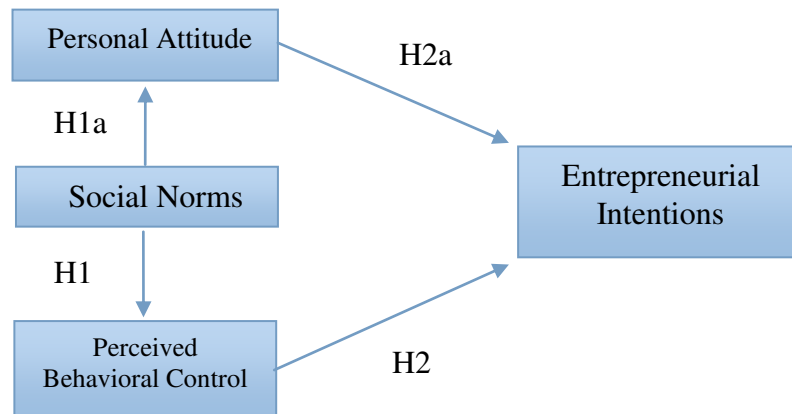 Personal Attitude
H2a
H1a
Social Norms
Entrepreneurial
Intentions
H1
Perceived
Behavioral Control
H2